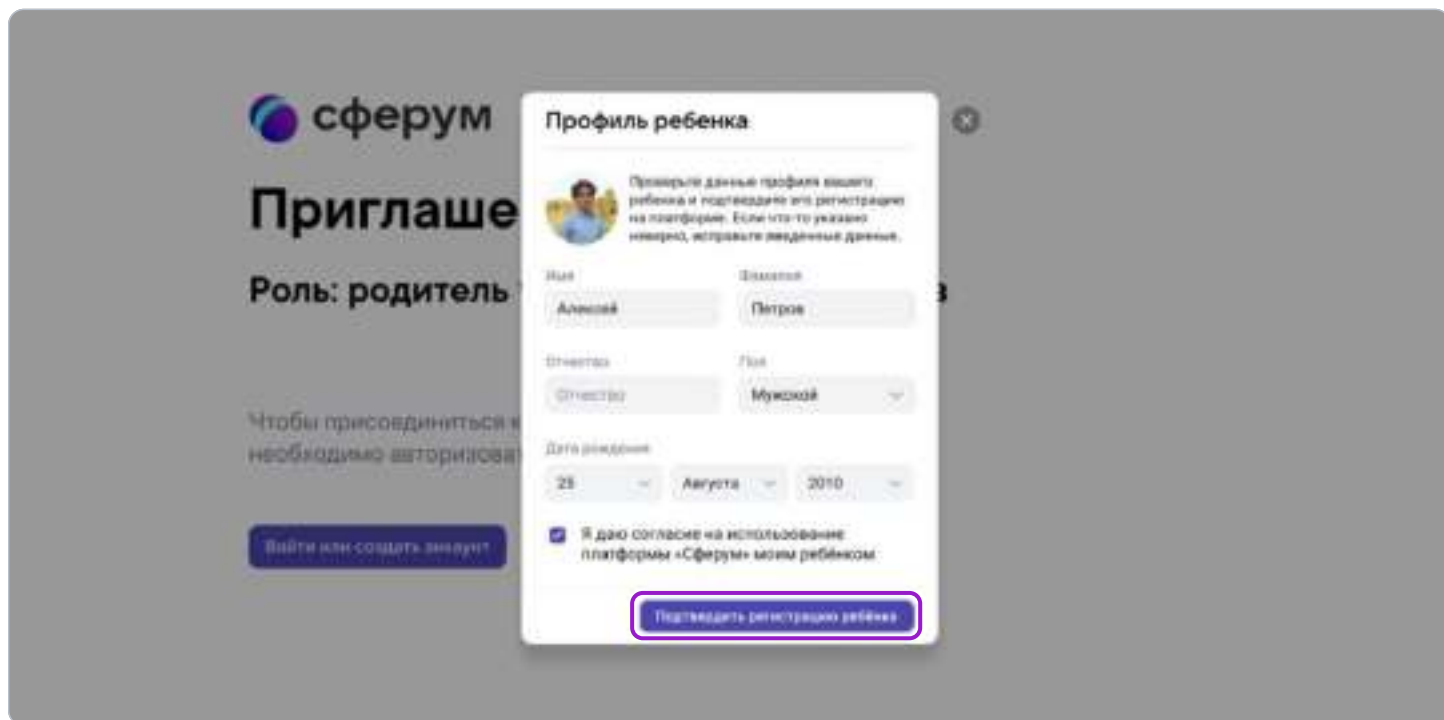 сферум
Приглаше
Роль: родитель
в
Чтобы присоединиться к
необходимо авторизова
Войти или создать аккаунт
Профиль ребенка
Проверьте данные профиля вашего
ребенка и подтвердите его регистрацию
на платформе. Если что-то указано
неверно, исправьте введенные данные.
Имя
Фамилия
Алексей
Петров
Отчество
Пол
Отчество
Мужской
Дата рождения
25
Августа
2010
Я даю согласие на использование
платформы «Сферум» моим ребёнком
Подтвердить регистрацию ребёнка